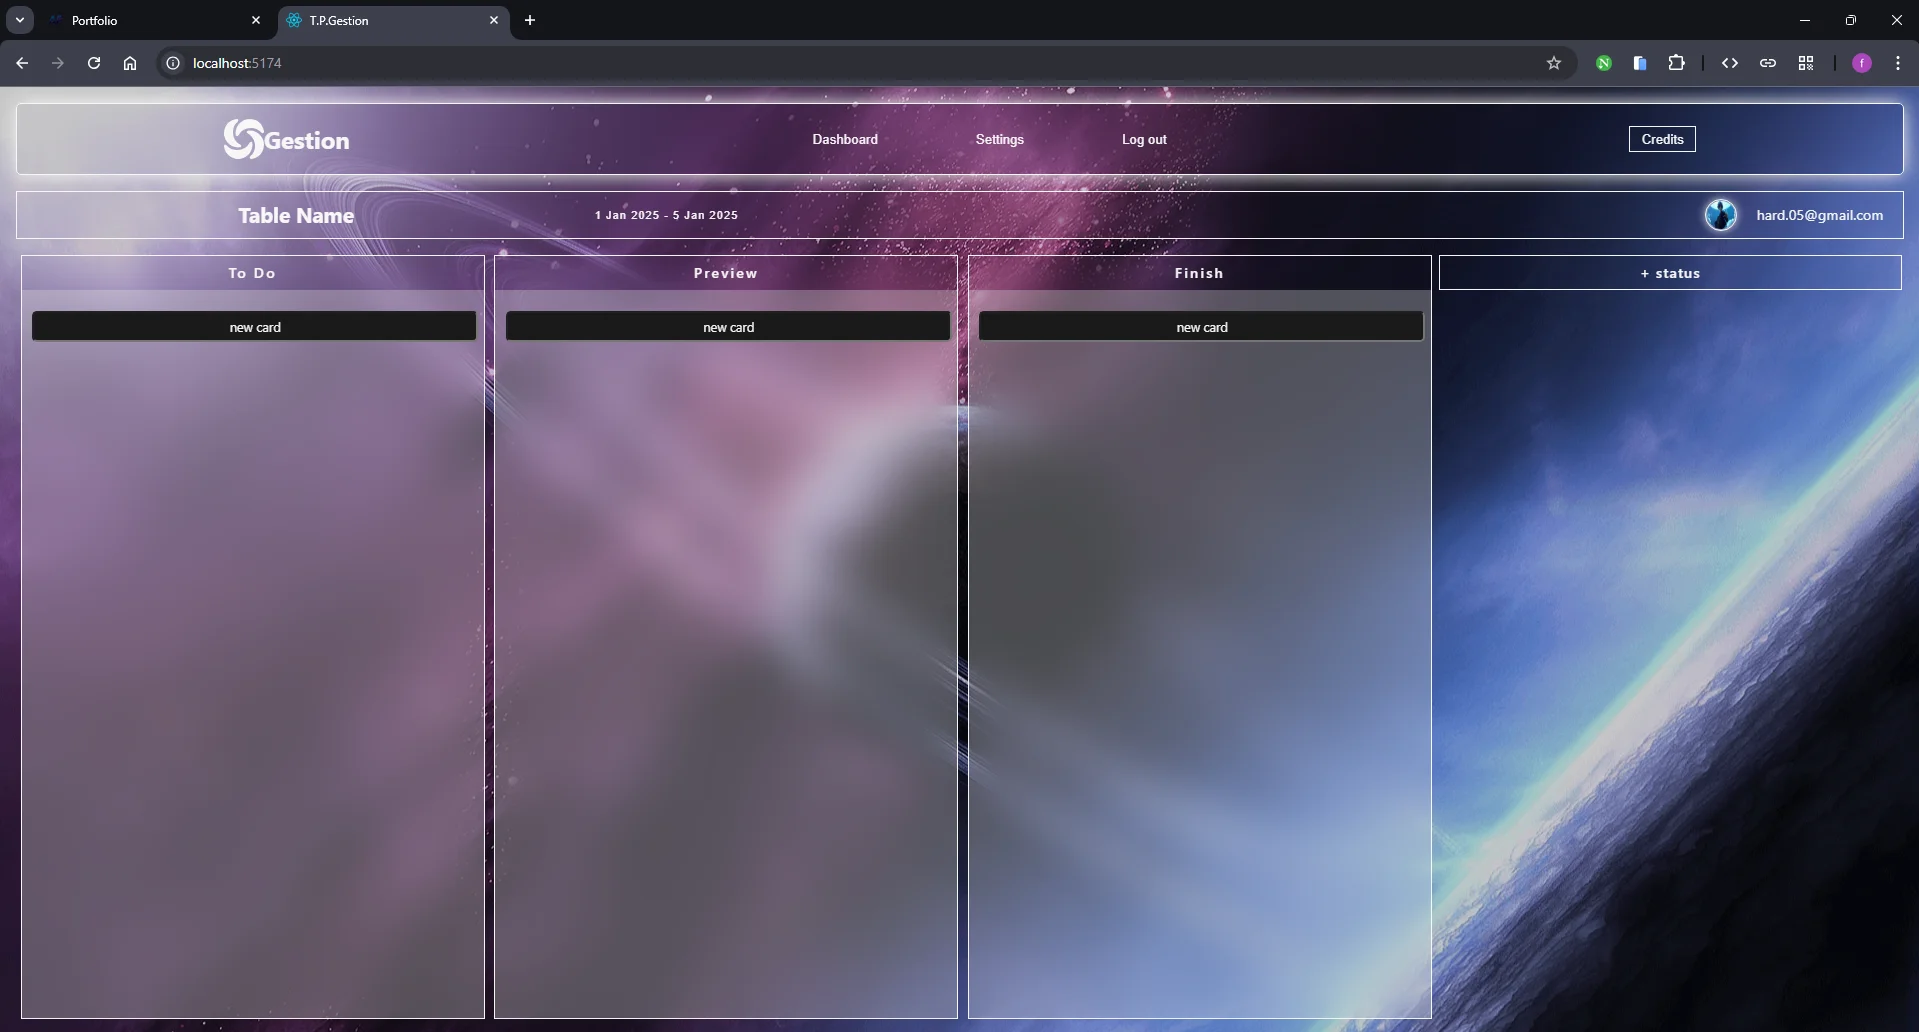 Portfolio
T.P.Gestion
localhost:5174
N
f
Gestion
Dashboard
Settings
Log out
Credits
Table Name
1 Jan 2025 - 5 Jan 2025
hard.05@gmail.com
To Do
Preview
Finish
+ status
new card
new card
new card